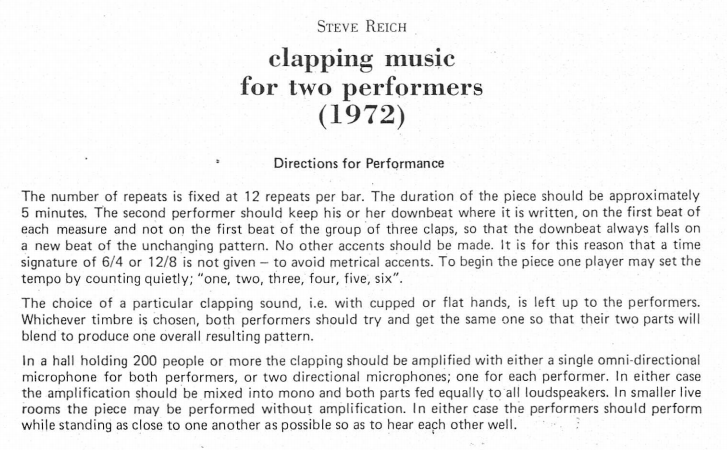 STEVE REICH
clapping music
for two performers
(1972)
Directions for Performance
The number of repeats is fixed at 12 repeats per bar. The duration of the piece should be approximately
5 minutes. The second performer should keep his or her downbeat where it is written, on the first beat of
each measure and not on the first beat of the group of three claps, so that the downbeat always falls on
a new beat of the unchanging pattern. No other accents should be made. It is for this reason that a time
signature of 6/4 or 12/8 is not given – to avoid metrical accents. To begin the piece one player may set the
tempo by counting quietly; “one, two, three, four, five, six”.
The choice of a particular clapping sound, i.e. with cupped or flat hands, is left up to the performers.
Whichever timbre is chosen, both performers should try and get the same one so that their two parts will
blend to produce one overall resulting pattern.
In a hall holding 200 people or more the clapping should be amplified with either a single omni-directional
microphone for both performers, or two directional microphones; one for each performer. In either case
the amplification should be mixed into mono and both parts fed equally to all loudspeakers. In smaller live
rooms the piece may be performed without amplification. In either case the performers should perform
while standing as close to one another as possible so as to hear each other well.